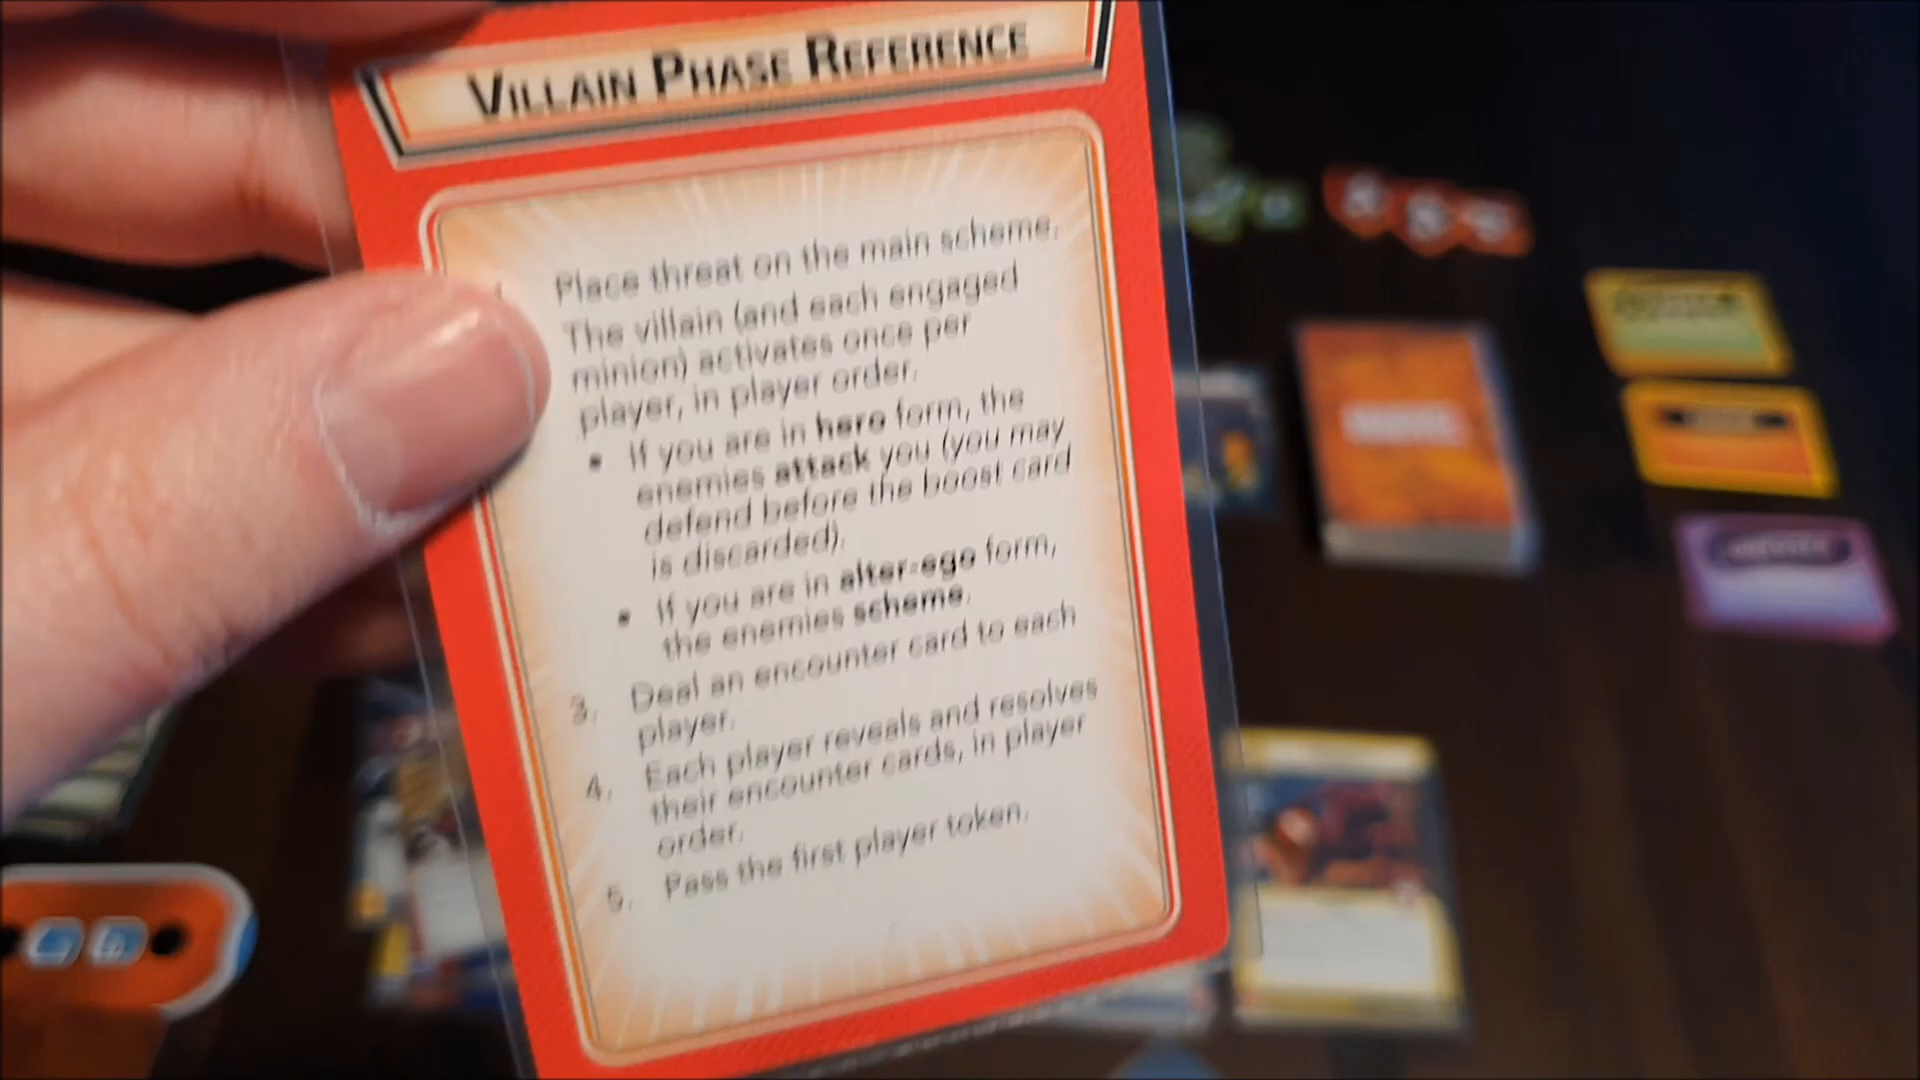 VILLAIN PHASE REFERENCE
Place threat on the main scheme.
The villain (and each engaged
minion) activates once per
player, in player order.
• If you are in hero form, the
enemies attack you (you may
defend before the boost card
is discarded).
• If you are in alter-ego form,
the enemies scheme.
3. Deal an encounter card to each
player.
4. Each player reveals and resolves
their encounter cards, in player
order.
5. Pass the first player token.